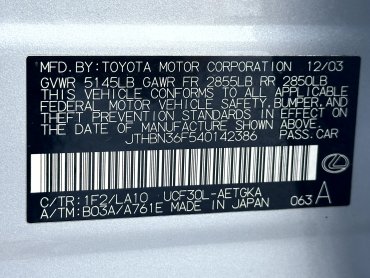 MFD. BY: TOYOTA MOTOR CORPORATION 12/03
GVWR 5145LB GAWR FR 2855LB RR 2850LB
THIS VEHICLE CONFORMS TO ALL APPLICABLE
FEDERAL MOTOR VEHICLE SAFETY, BUMPER, AND
THEFT PREVENTION STANDARDS IN EFFECT ON
THE DATE OF MANUFACTURE SHOWN ABOVE.
JTHBN36F540142386 PASS. CAR
C/TR: 1F2/LA10 UCF30L-AETGKA
A/TM: B03A/A761E MADE IN JAPAN 063 A